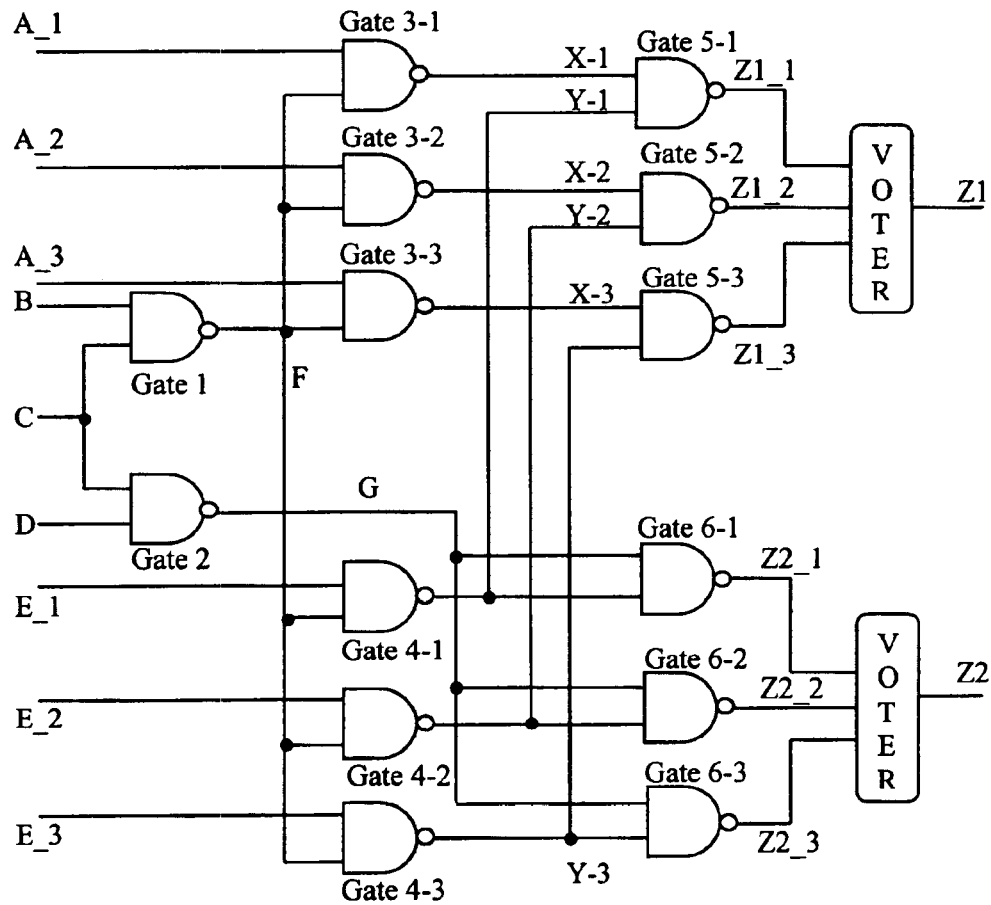 A_1
Gate 3-1
Gate 5-1
X-1
Z1_1
Y-1
A_2
Gate 3-2
Gate 5-2
X-2
Z1_2
Y-2
VOTER
Z1
A_3
Gate 3-3
Gate 5-3
B
X-3
Z1_3
Gate 1
F
C
G
D
Gate 2
Gate 6-1
Z2_1
E_1
Gate 4-1
Gate 6-2
Z2_2
VOTER
Z2
E_2
Gate 4-2
Gate 6-3
E_3
Z2_3
Gate 4-3
Y-3